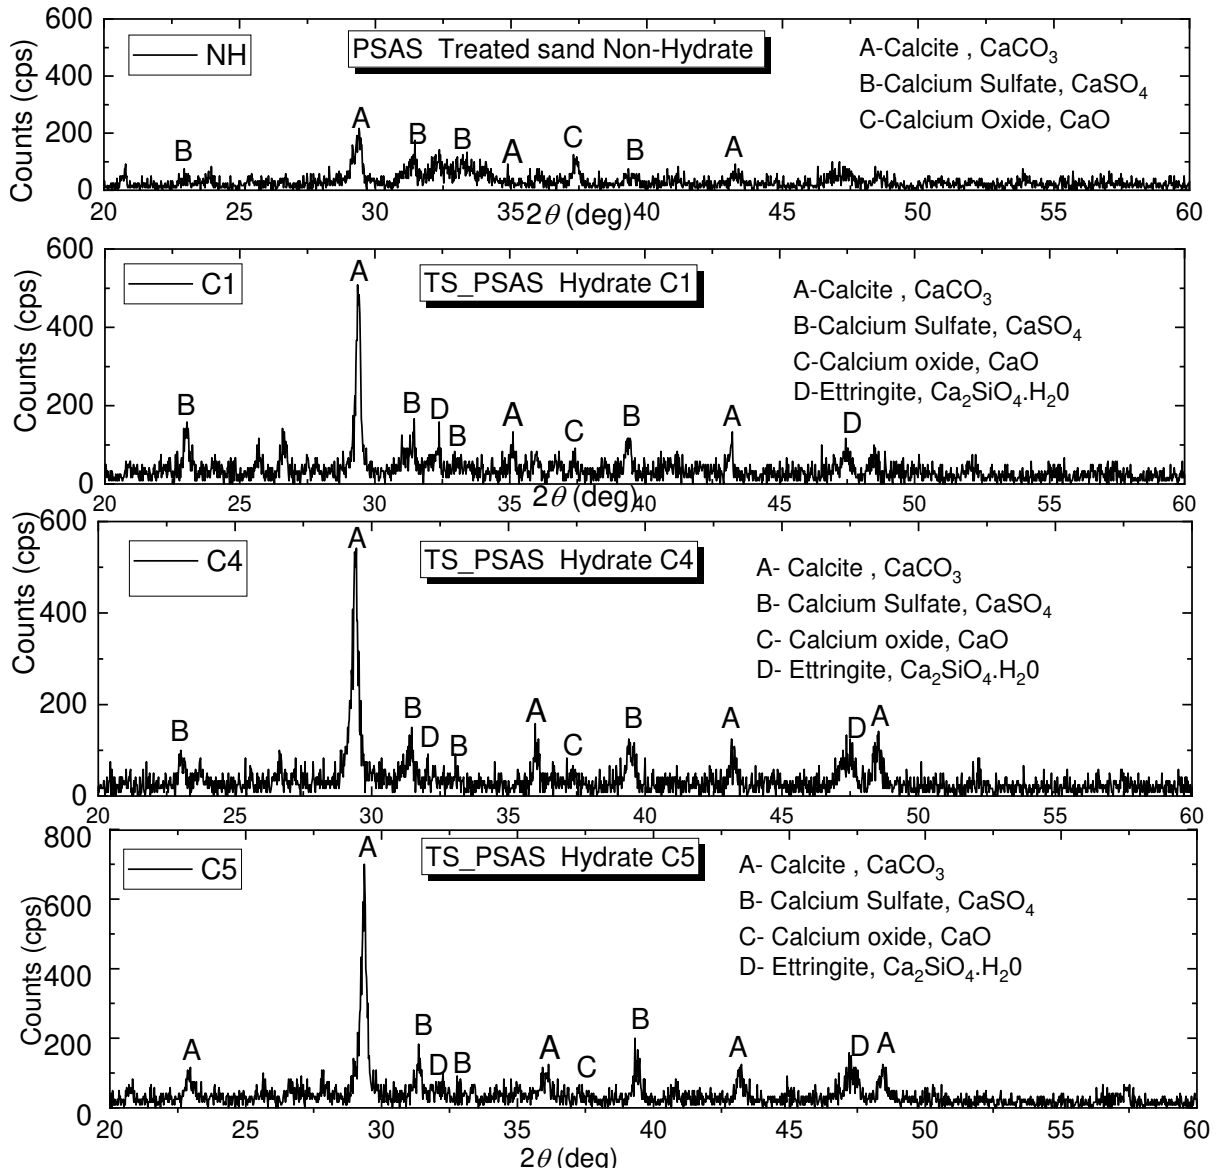 600
400
200
0
Counts (cps)
NH
PSAS Treated sand Non-Hydrate
A-Calcite , CaCO₃
B-Calcium Sulfate, CaSO₄
C-Calcium Oxide, CaO
B A B B A C B A
20 25 30 35 40 45 50 55 60
2θ (deg)
600
400
200
0
Counts (cps)
C1
TS_PSAS Hydrate C1
A-Calcite , CaCO₃
B-Calcium Sulfate, CaSO₄
C-Calcium oxide, CaO
D-Ettringite, Ca₂SiO₄.H₂0
B A B D B A C B A D
20 25 30 35 40 45 50 55 60
2θ (deg)
600
400
200
0
Counts (cps)
C4
TS_PSAS Hydrate C4
A- Calcite , CaCO₃
B- Calcium Sulfate, CaSO₄
C- Calcium oxide, CaO
D- Ettringite, Ca₂SiO₄.H₂0
B A B D B A C B A D A
20 25 30 35 40 45 50 55 60
800
600
400
200
0
Counts (cps)
C5
TS_PSAS Hydrate C5
A- Calcite , CaCO₃
B- Calcium Sulfate, CaSO₄
C- Calcium oxide, CaO
D- Ettringite, Ca₂SiO₄.H₂0
A A B D B A C B A D A
20 25 30 35 40 45 50 55 60
2θ (deg)